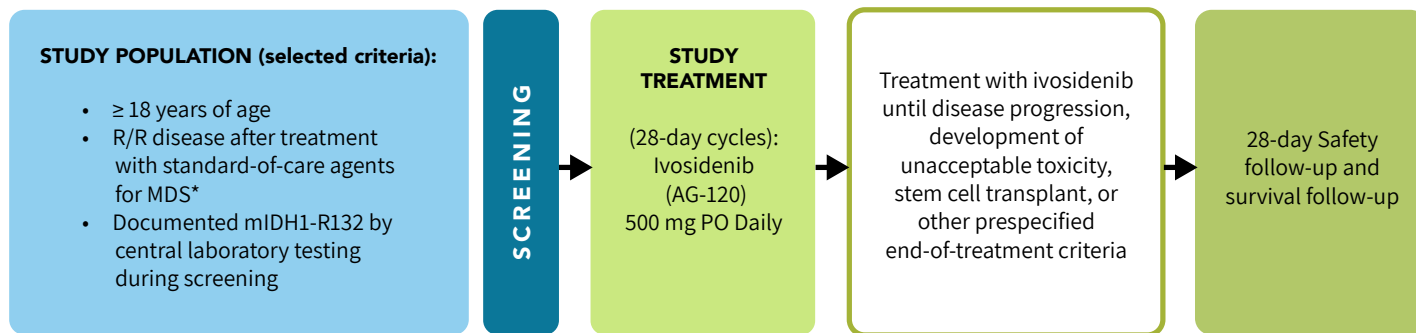 STUDY POPULATION (selected criteria):
• ≥ 18 years of age
• R/R disease after treatment
with standard-of-care agents
for MDS*
• Documented mIDH1-R132 by
central laboratory testing
during screening
SCREENING
STUDY
TREATMENT
(28-day cycles):
Ivosidenib
(AG-120)
500 mg PO Daily
Treatment with ivosidenib
until disease progression,
development of
unacceptable toxicity,
stem cell transplant, or
other prespecified
end-of-treatment criteria
28-day Safety
follow-up and
survival follow-up